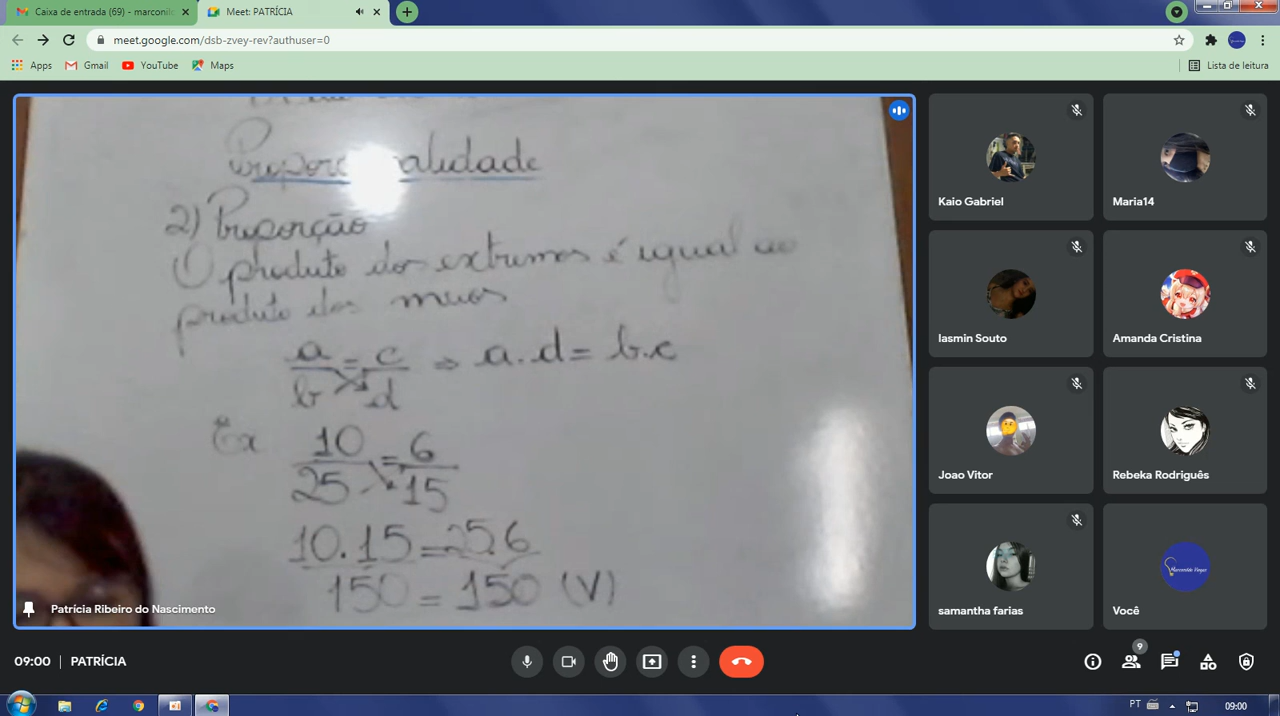 Caixa de entrada (69) - marconild
Meet: PATRÍCIA
meet.google.com/dsb-zvey-rev?authuser=0
Apps Gmail YouTube Maps Lista de leitura
2) Proporção
O produto dos extremos é igual ao
produto dos meios
a/b = c/d ⇒ a.d = b.c
Ex 10/25 = 6/15
10.15 = 25.6
150 = 150 (V)
Patrícia Ribeiro do Nascimento
Kaio Gabriel
Maria14
Iasmin Souto
Amanda Cristina
Joao Vitor
Rebeka Rodriguês
samantha farias
Você
09:00 | PATRÍCIA
9
PT 09:00